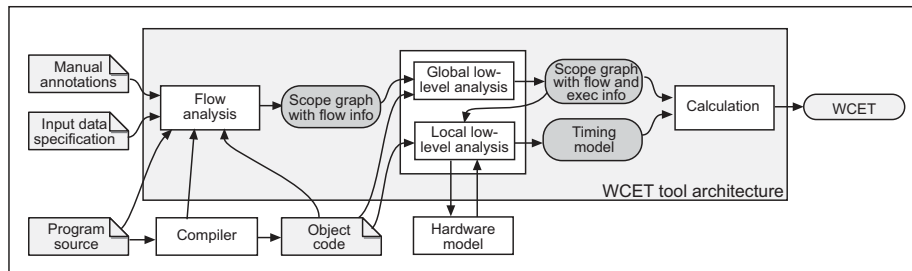 Manual
annotations
Input data
specification
Flow
analysis
Scope graph
with flow info
Global low-
level analysis
Local low-
level analysis
Scope graph
with flow and
exec info
Timing
model
Calculation
WCET
WCET tool architecture
Program
source
Compiler
Object
code
Hardware
model